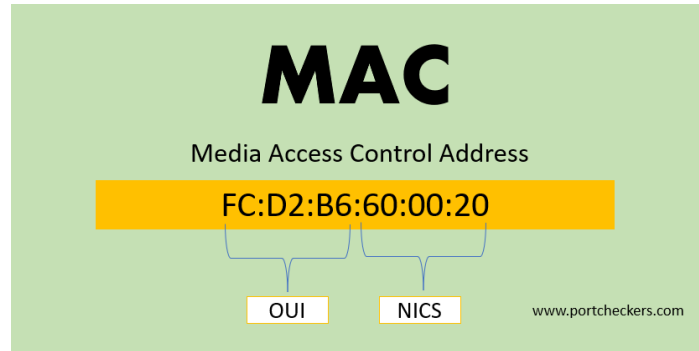 MAC
Media Access Control Address
FC:D2:B6:60:00:20
OUI NICS
www.portcheckers.com